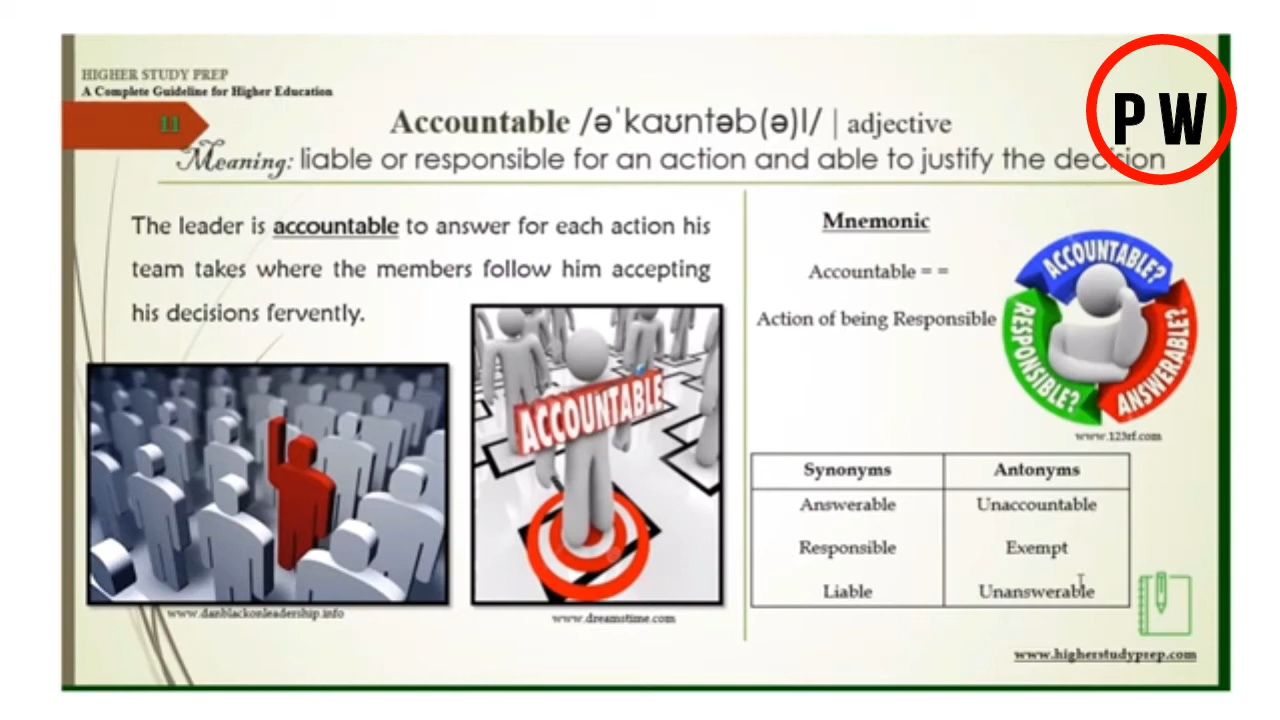 HIGHER STUDY PREP
A Complete Guideline for Higher Education
11
PW
Accountable /əˈkaʊntəb(ə)l/ | adjective
Meaning: liable or responsible for an action and able to justify the decision
The leader is accountable to answer for each action his
team takes where the members follow him accepting
his decisions fervently.
ACCOUNTABLE
www.danblackonleadership.info
www.dreamstime.com
Mnemonic
Accountable = =
Action of being Responsible
ACCOUNTABLE?
RESPONSIBLE?
ANSWERABLE?
www.123rf.com
Synonyms Antonyms
Answerable Unaccountable
Responsible Exempt
Liable Unanswerable
www.higherstudyprep.com